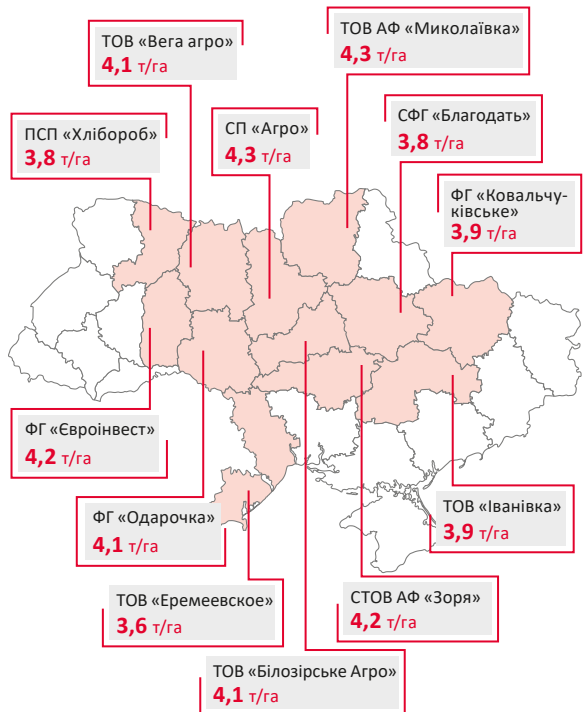 ТОВ АФ «Миколаївка»
4,3 т/га
ТОВ «Вега агро»
4,1 т/га
СФГ «Благодать»
3,8 т/га
ПСП «Хлібороб»
3,8 т/га
СП «Агро»
4,3 т/га
ФГ «Ковальчу-
ківське»
3,9 т/га
ФГ «Євроінвест»
4,2 т/га
ТОВ «Іванівка»
3,9 т/га
ФГ «Одарочка»
4,1 т/га
ТОВ «Еремеевское»
3,6 т/га
СТОВ АФ «Зоря»
4,2 т/га
ТОВ «Білозірське Агро»
4,1 т/га